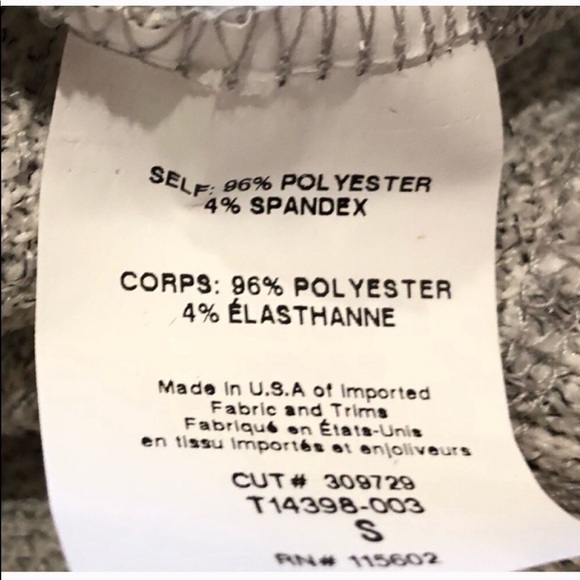 SELF: 96% POLYESTER
4% SPANDEX
CORPS: 96% POLYESTER
4% ÉLASTHANNE
Made in U.S.A of Imported
Fabric and Trims
Fabriqué en États-Unis
en tissu importés et enjoliveurs
CUT# 309729
T14398-003
S
RN# 115602